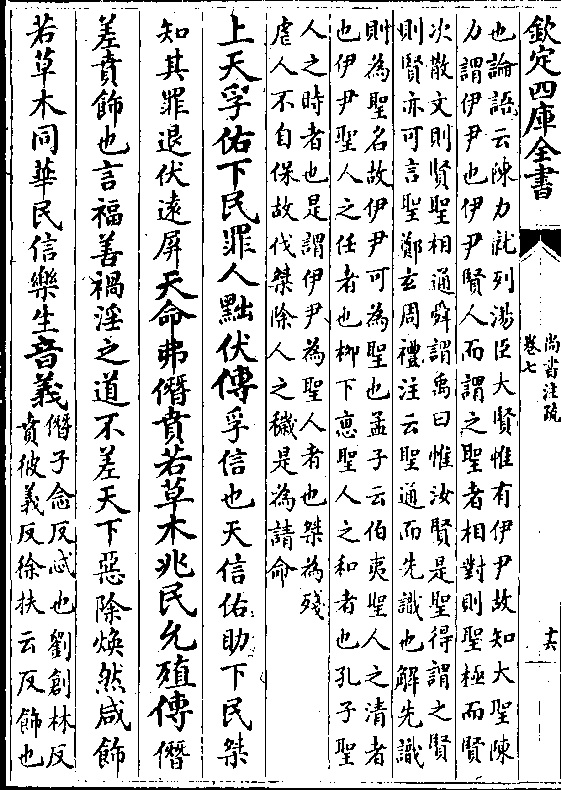 欽定四庫全書
尚書注疏
卷七
十六
也論語云陳力就列湯臣大賢惟有伊尹故知大聖陳
力謂伊尹也伊尹賢人而謂之聖者相對則聖極而賢
次散文則賢聖相通舜謂禹曰惟汝賢是聖得謂之賢
則賢亦可言聖鄭玄周禮注云聖通而先識也解先識
則為聖名故伊尹可為聖也孟子云伯夷聖人之清者
也伊尹聖人之任者也柳下惠聖人之和者也孔子聖
人之時者也是謂伊尹為聖人者也桀為殘
虐人不自保故伐桀除人之穢是為請命
上天孚佑下民罪人黜伏傳孚信也天信佑助下民桀
知其罪退伏遠屏天命弗僭賁若草木兆民允殖傳僭
差賁飾也言福善禍淫之道不差天下惡除煥然咸飾
若草木同華民信樂生音義
僭子念反忒也劉創林反
賁彼義反徐扶云反飾也